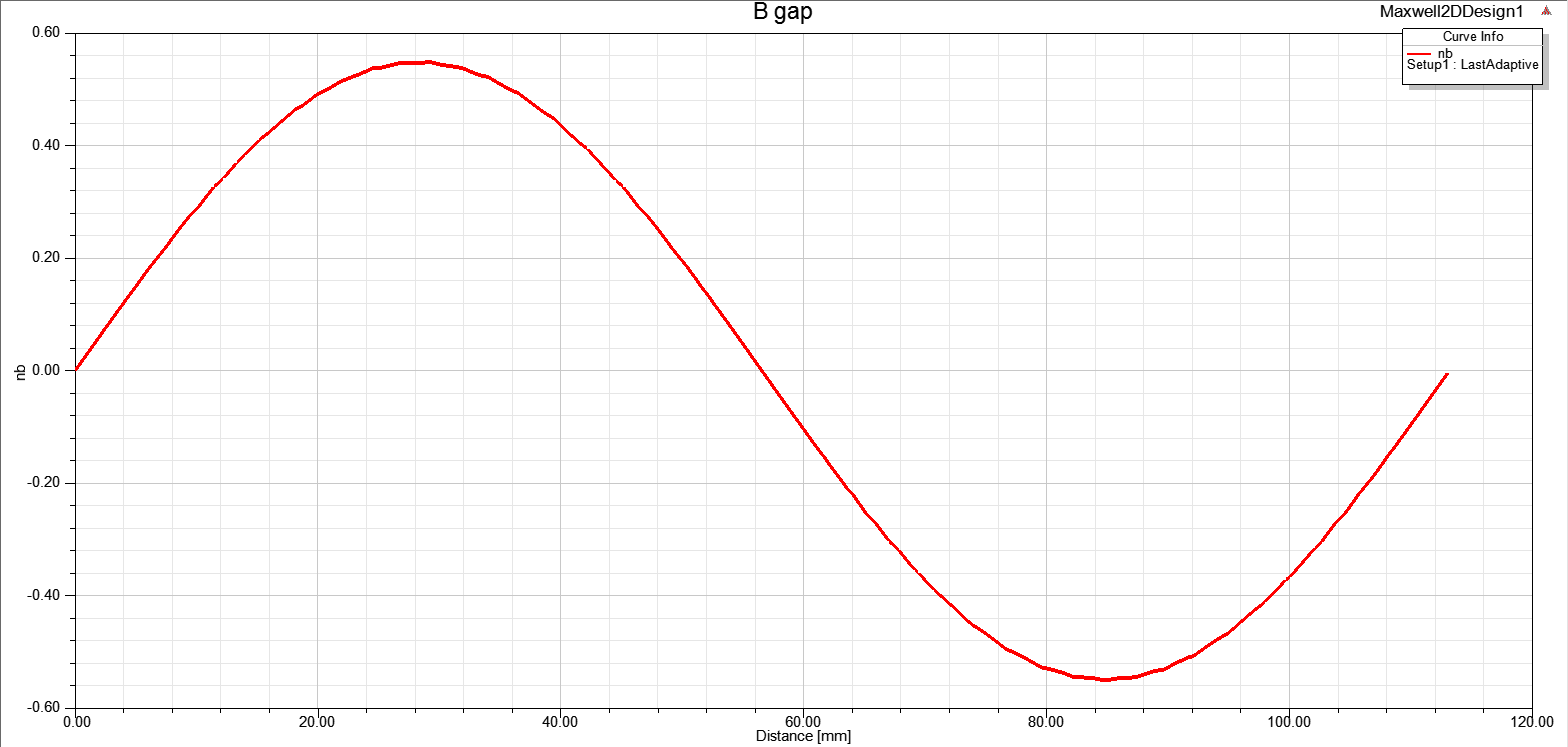 B gap
Maxwell2DDesign1
Curve Info
nb
Setup1 : LastAdaptive
0.60
0.40
0.20
0.00
-0.20
-0.40
-0.60
nb
0.00 20.00 40.00 60.00 80.00 100.00 120.00
Distance [mm]